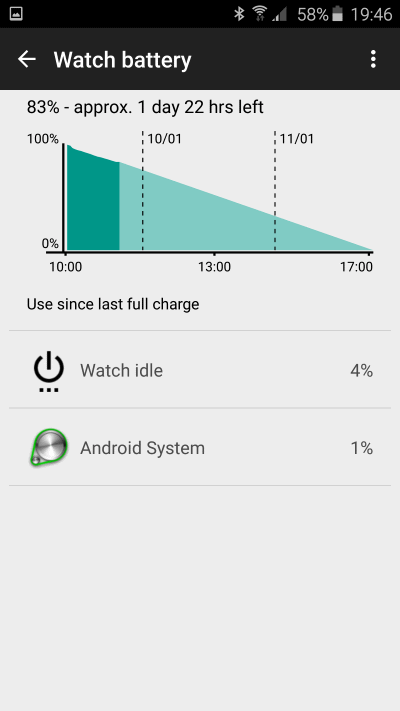 58% 19:46
Watch battery
83% - approx. 1 day 22 hrs left
100% 10/01 11/01
0%
10:00 13:00 17:00
Use since last full charge
Watch idle 4%
Android System 1%